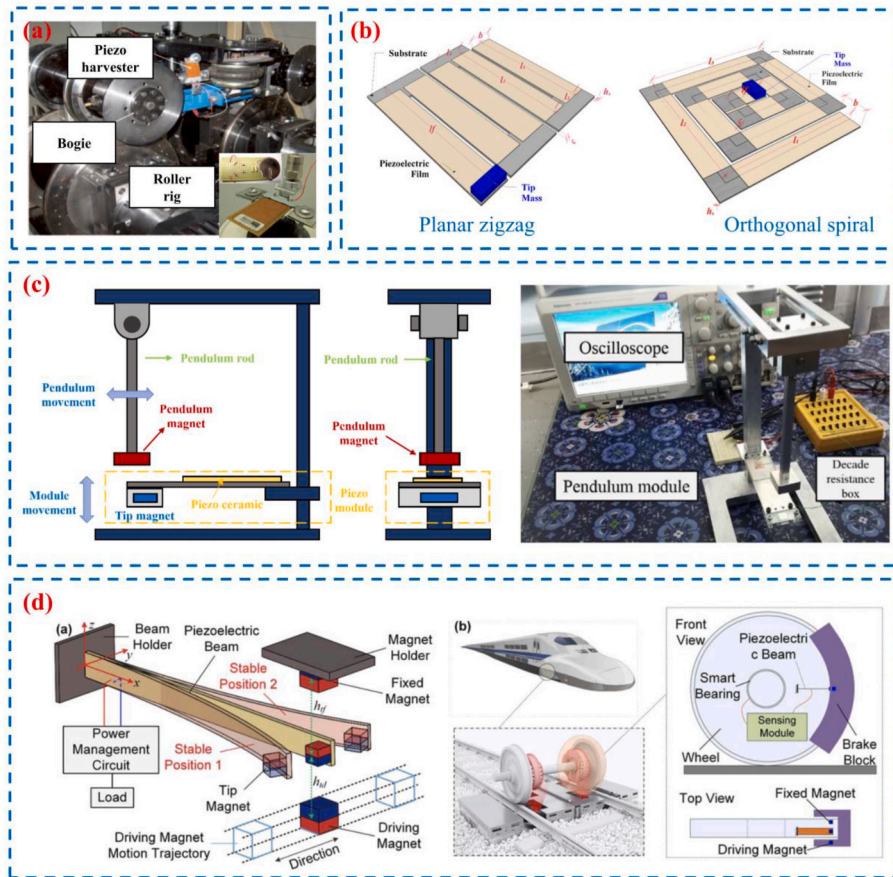 (a)
Piezo
harvester
Bogie
Roller
rig
(b)
Substrate
Piezoelectric
Film
Tip
Mass
Planar zigzag
Substrate
Tip
Mass
Piezoelectric
Film
Orthogonal spiral
(c)
Pendulum rod
Pendulum
movement
Pendulum
magnet
Module
movement
Tip magnet
Piezo ceramic
Pendulum rod
Pendulum
magnet
Piezo
module
Oscilloscope
Pendulum module
Decade
resistance
box
(d)
(a)
z
y
x
Beam
Holder
Piezoelectric
Beam
Stable
Position 2
Magnet
Holder
Fixed
Magnet
Power
Management
Circuit
Load
Stable
Position 1
Tip
Magnet
Driving Magnet
Motion Trajectory
Direction
Driving
Magnet
(b)
Front
View
Piezoelectri
c Beam
Smart
Bearing
Sensing
Module
Wheel
Brake
Block
Top View
Fixed Magnet
Driving Magnet